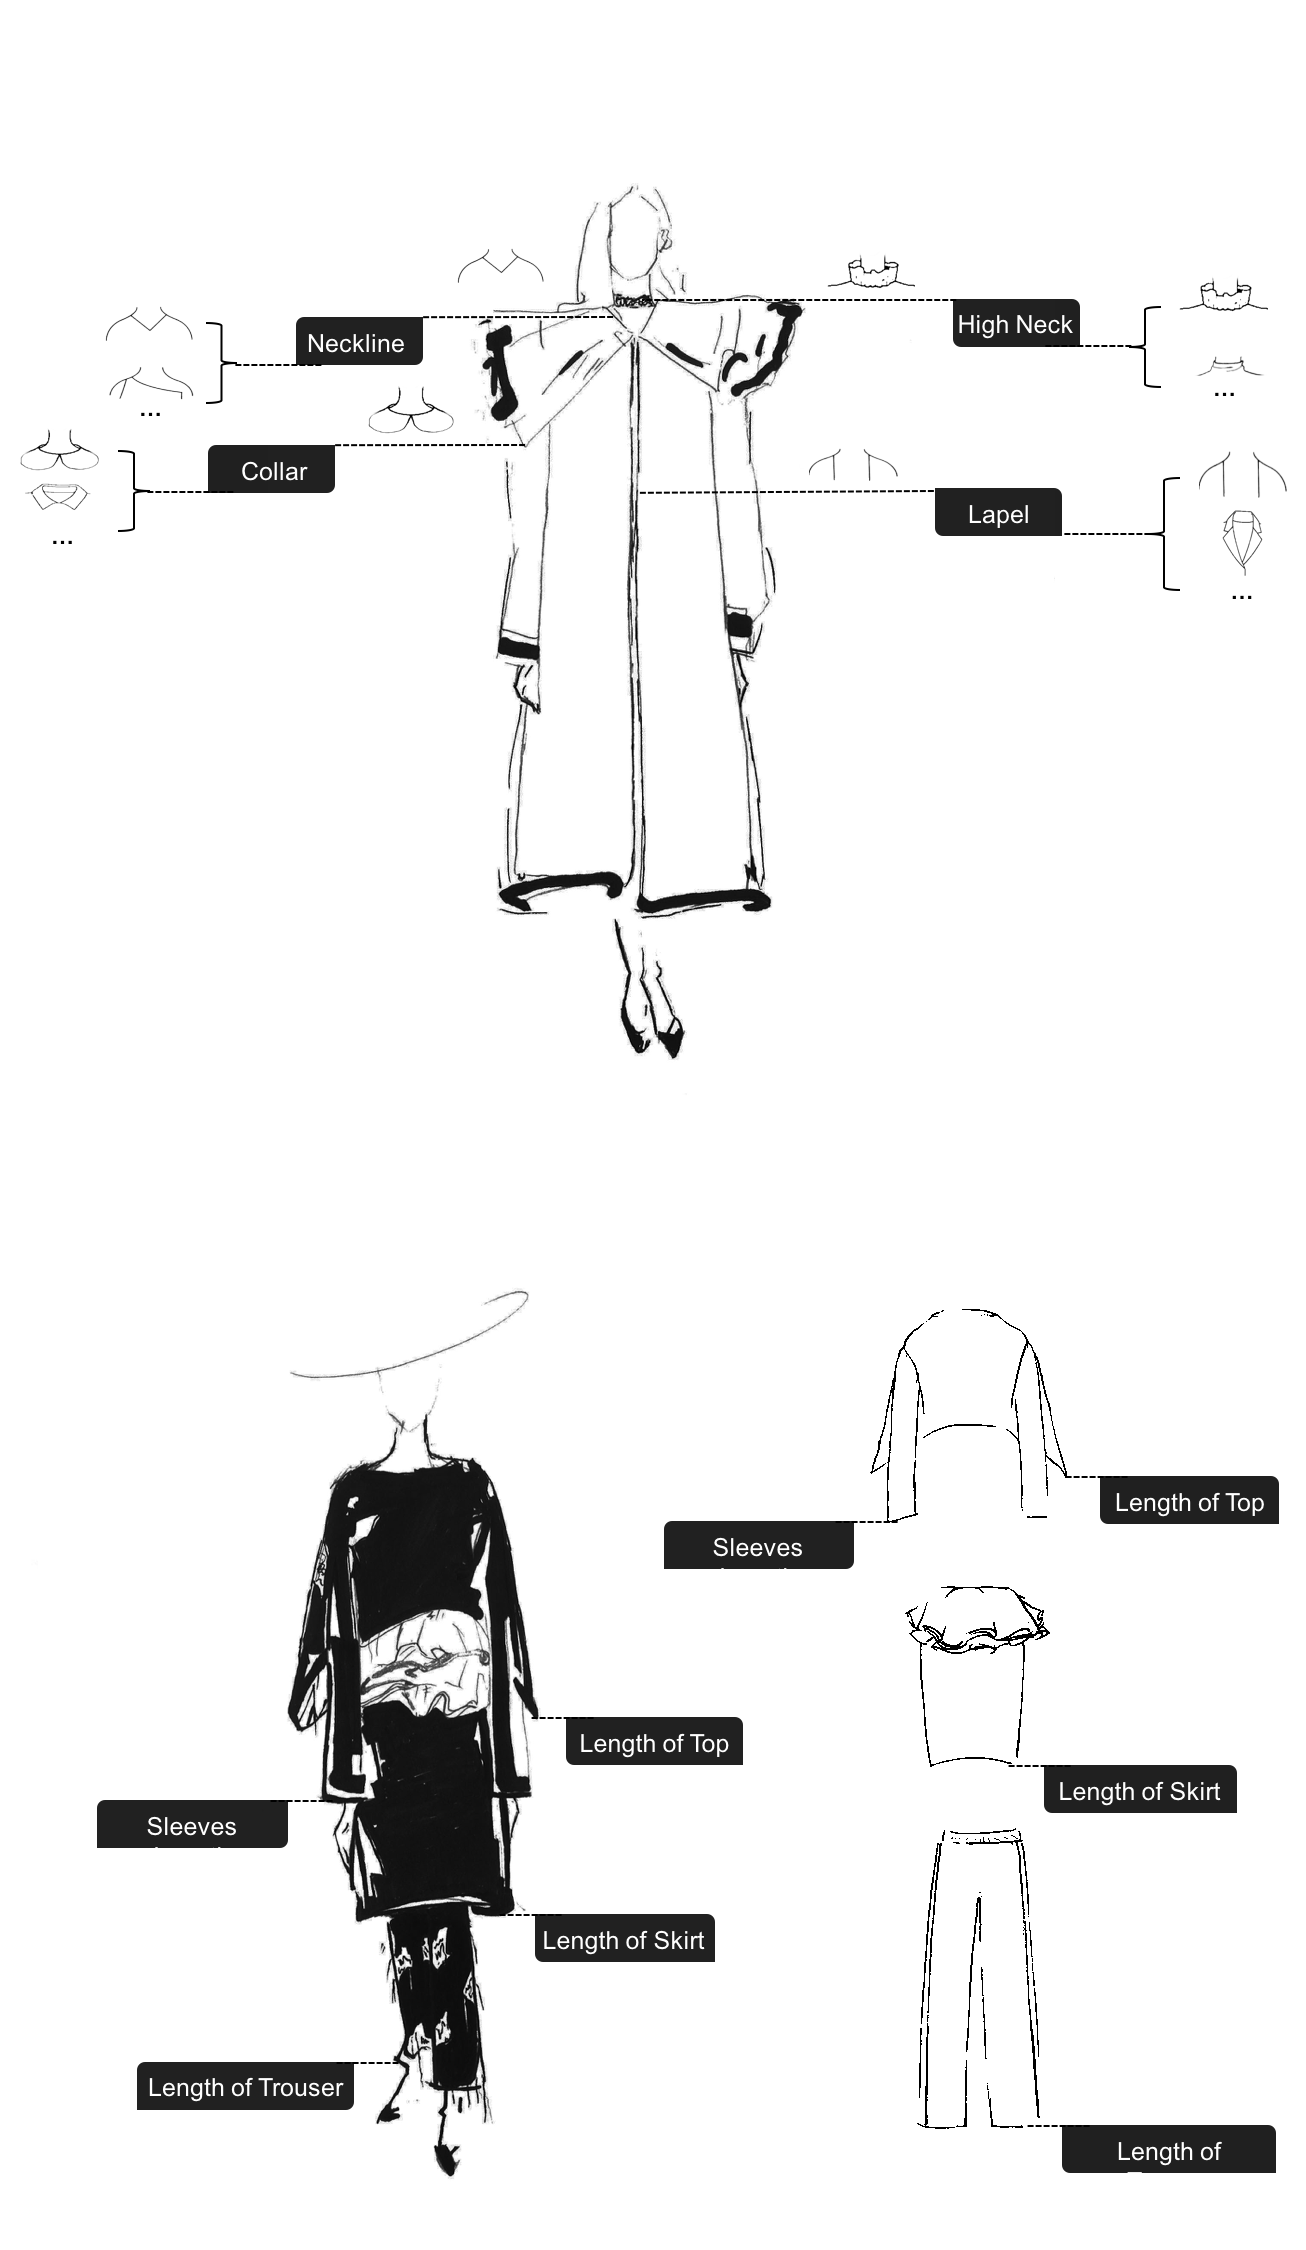 High Neck
Neckline
...
...
Collar
Lapel
...
...
Length of Top
Sleeves
Length of Top
Length of Skirt
Sleeves
Length of Skirt
Length of Trouser
Length of